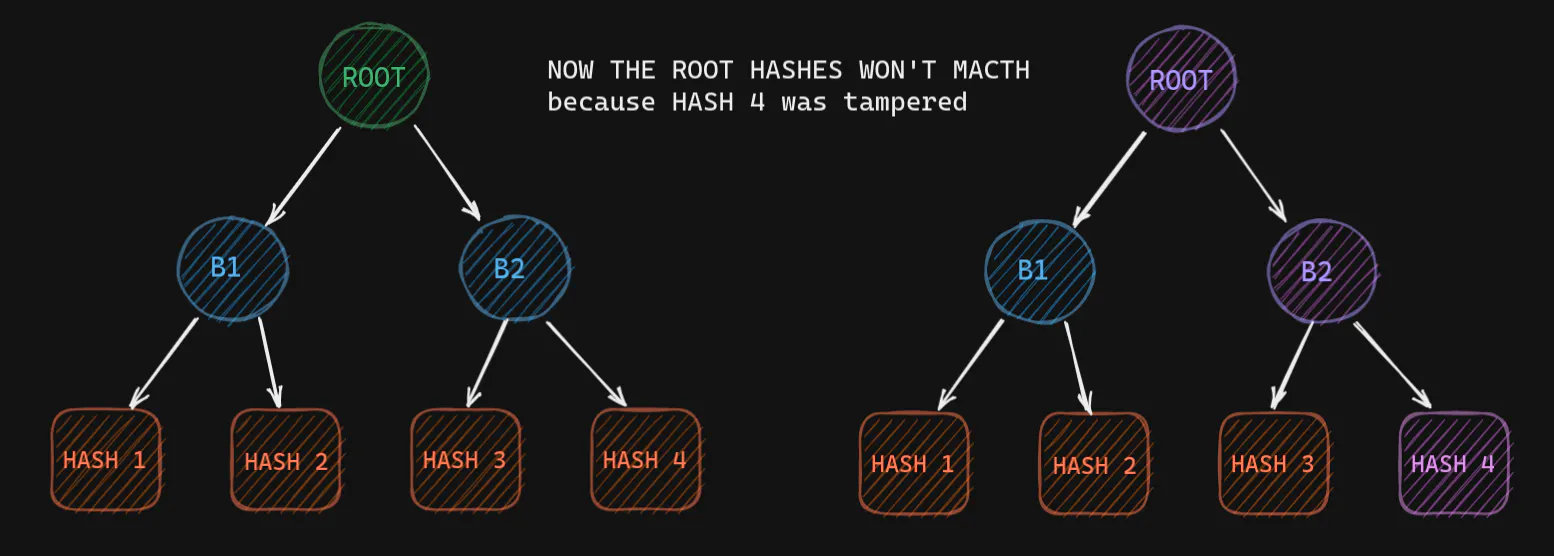 ROOT
NOW THE ROOT HASHES WON'T MACTH
because HASH 4 was tampered
ROOT
B1
B2
B1
B2
HASH 1
HASH 2
HASH 3
HASH 4
HASH 1
HASH 2
HASH 3
HASH 4